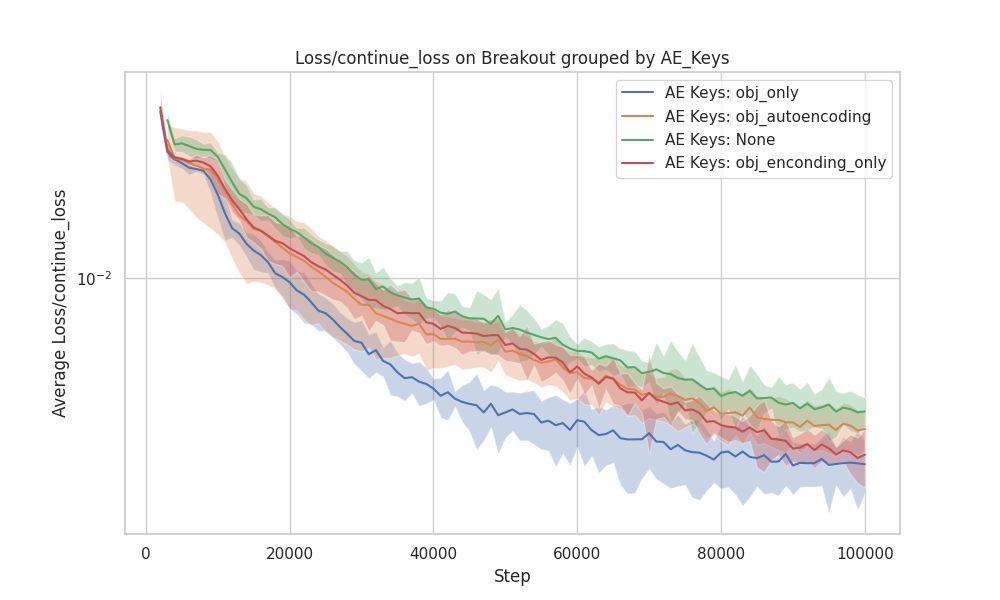 Loss/continue_loss on Breakout grouped by AE_Keys
AE Keys: obj_only
AE Keys: obj_autoencoding
AE Keys: None
AE Keys: obj_enconding_only
Average Loss/continue_loss
10⁻²
0 20000 40000 60000 80000 100000
Step